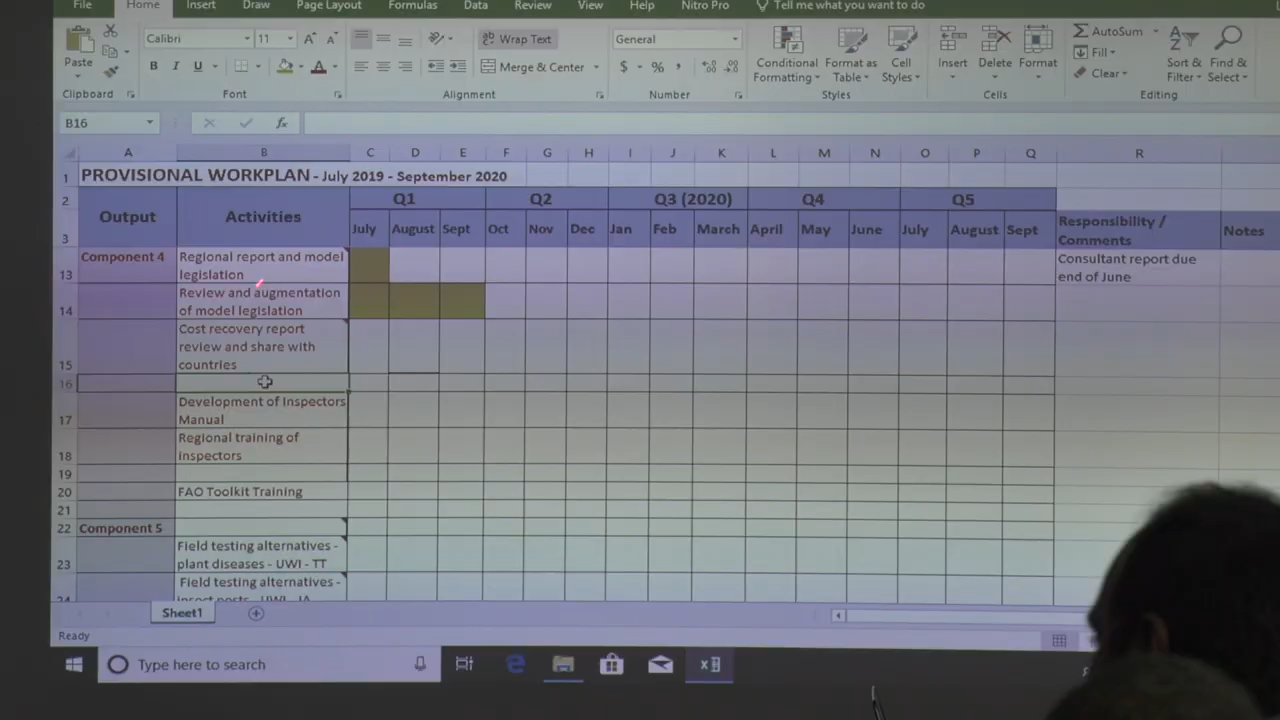 File Home Insert Draw Page Layout Formulas Data Review View Help Nitro Pro Tell me what you want to do
Calibri 11 Wrap Text General AutoSum
Paste Conditional Format as Cell Insert Delete Format Fill Sort & Find &
B I U Merge & Center $ % Formatting Table Styles Clear Filter Select
Clipboard Font Alignment Number Styles Cells Editing
B16 fx
A B C D E F G H I J K L M N O P Q R
1 PROVISIONAL WORKPLAN - July 2019 - September 2020
2 Output Activities Q1 Q2 Q3 (2020) Q4 Q5
3 July August Sept Oct Nov Dec Jan Feb March April May June July August Sept Responsibility / Comments Notes
13 Component 4 Regional report and model Consultant report due
legislation end of June
14 Review and augmentation
of model legislation
15 Cost recovery report
review and share with
countries
16
17 Development of Inspectors
Manual
18 Regional training of
inspectors
19
20 FAO Toolkit Training
21
22 Component 5
23 Field testing alternatives -
plant diseases - UWI - TT
24 Field testing alternatives -
Sheet1
Ready
Type here to search